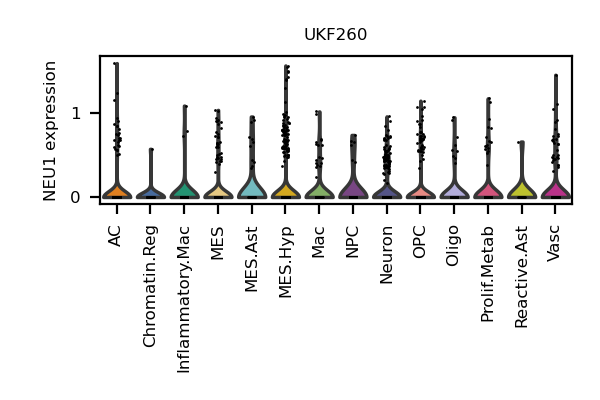 UKF260
NEU1 expression
1
0
AC
Chromatin.Reg
Inflammatory.Mac
MES
MES.Ast
MES.Hyp
Mac
NPC
Neuron
OPC
Oligo
Prolif.Metab
Reactive.Ast
Vasc